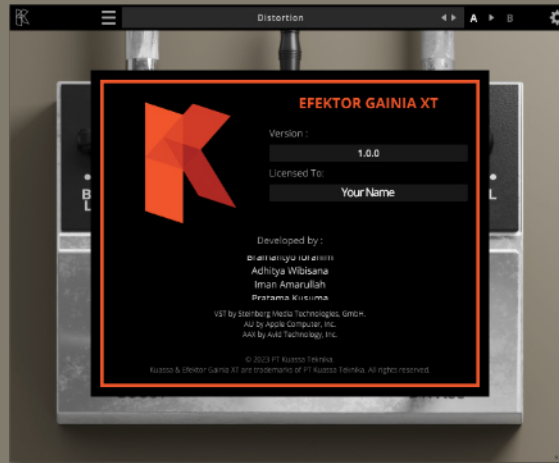 Distortion
A
B
EFEKTOR GAINIA XT
Version :
1.0.0
Licensed To:
Your Name
B
L
L
Developed by :
Adhitya Wibisana
Iman Amarullah
Pratama Kusuma
VST by Steinborg Media Technologies, GmbH.
AU by Apple Computer, Inc.
AAX by Avid Technology, Inc.
© 2023 PT Kuassa Teknika.
Kuassa & Efektor Gainia XT are trademarks of PT Kuassa Teknika. All rights reserved.